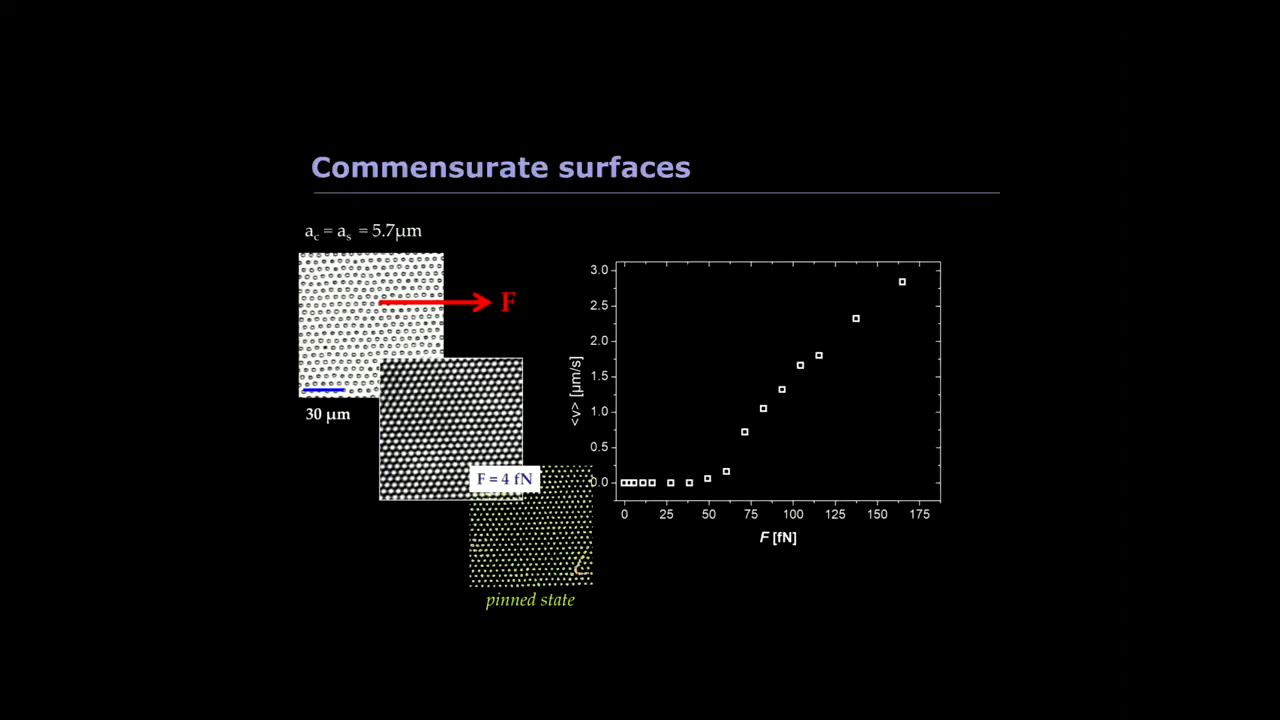 Commensurate surfaces
a_c = a_s = 5.7µm
F
30 µm
F = 4 fN
pinned state
3.0
2.5
2.0
1.5
1.0
0.5
0.0
<v> [µm/s]
0 25 50 75 100 125 150 175
F [fN]